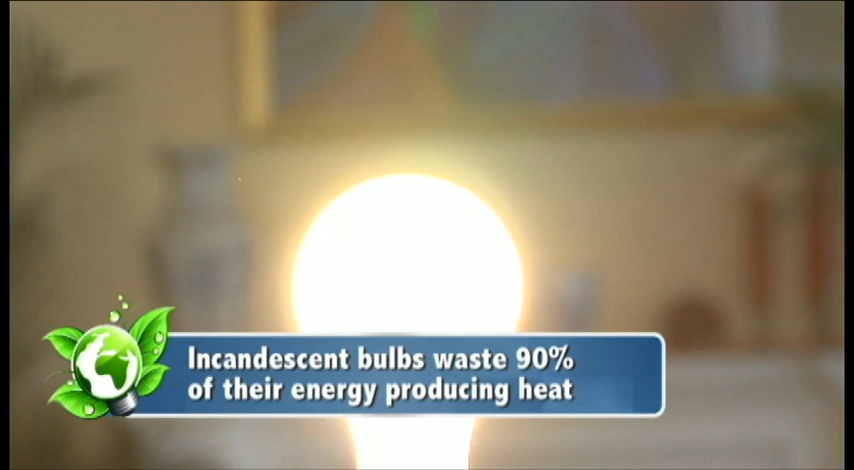 Incandescent bulbs waste 90%
of their energy producing heat